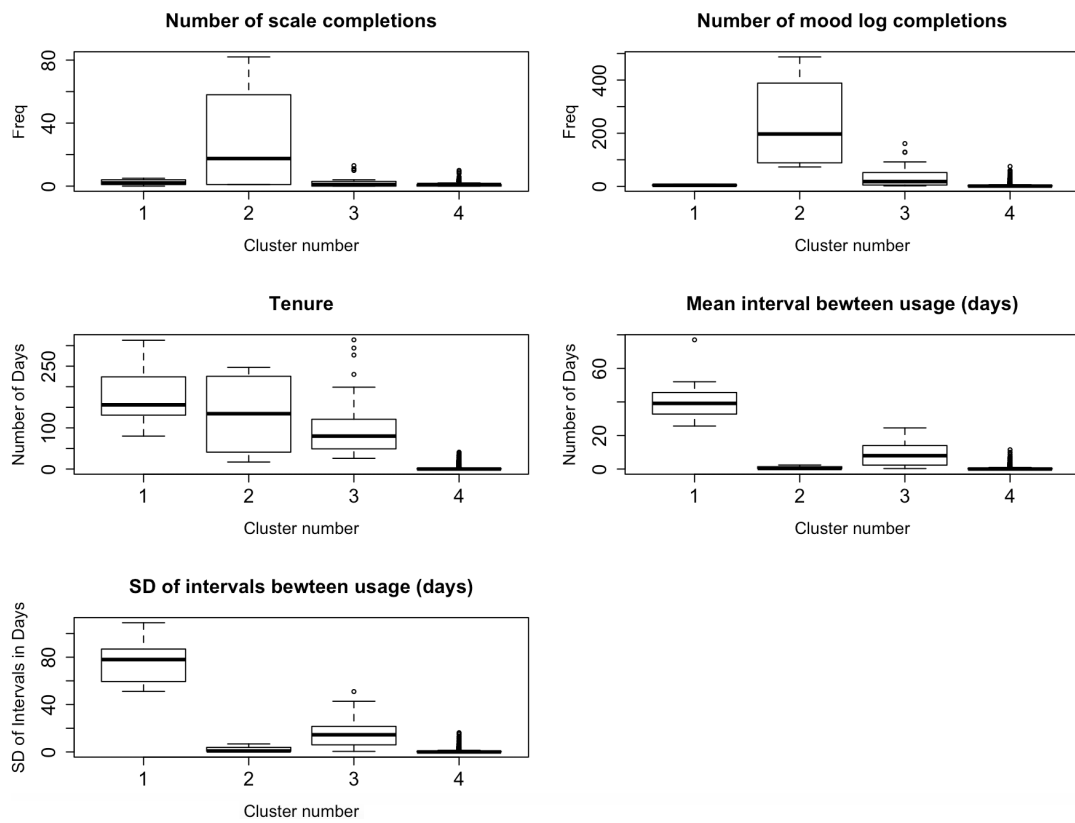 Number of scale completions
Freq
80
40
0
1 2 3 4
Cluster number
Number of mood log completions
Freq
400
200
0
1 2 3 4
Cluster number
Tenure
Number of Days
250
100
0
1 2 3 4
Cluster number
Mean interval bewteen usage (days)
Number of Days
60
20
0
1 2 3 4
Cluster number
SD of intervals bewteen usage (days)
SD of Intervals in Days
80
40
0
1 2 3 4
Cluster number